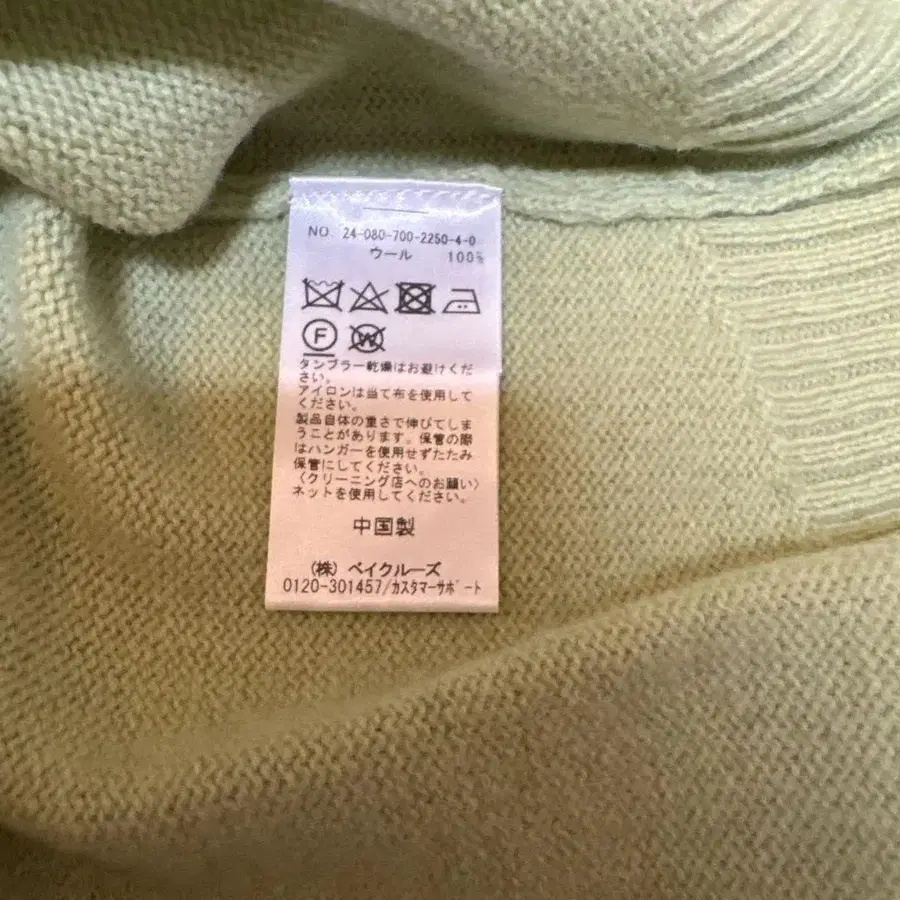 NO. 24-080-700-2250-4-0
ウール 100%
F
W
タンブラー乾燥はお避けくだ
さい。
アイロンは当て布を使用して
ください。
製品自体の重さで伸びてしま
うことがあります。保管の際
はハンガーを使用せずたたみ
保管にしてください。
〈クリーニング店へのお願い〉
ネットを使用してください。
中国製
(株) ベイクルーズ
0120-301457/カスタマーサポート